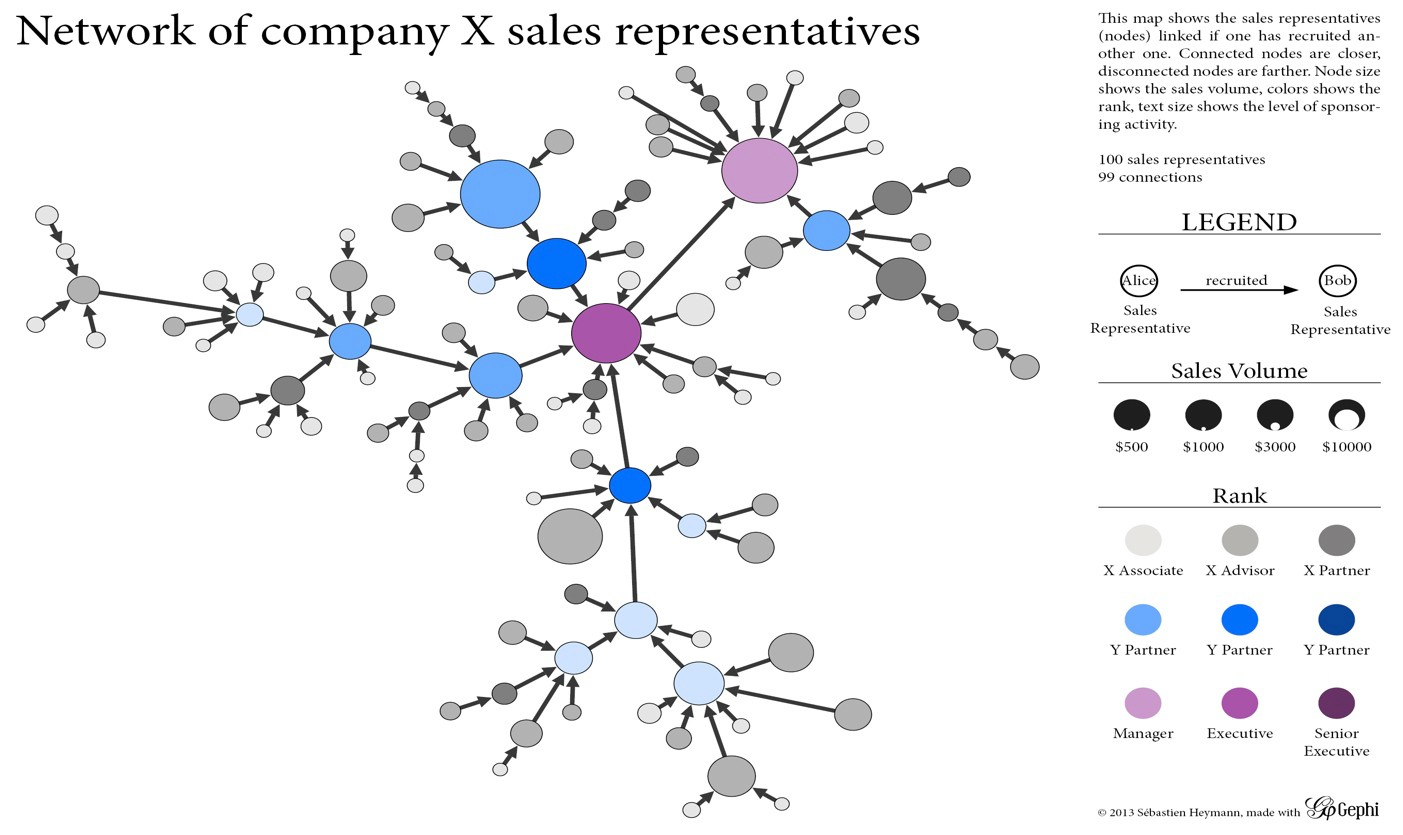 Network of company X sales representatives
This map shows the sales representatives
(nodes) linked if one has recruited an-
other one. Connected nodes are closer,
disconnected nodes are farther. Node size
shows the sales volume, colors shows the
rank, text size shows the level of sponsor-
ing activity.
100 sales representatives
99 connections
LEGEND
Alice recruited Bob
Sales Sales
Representative Representative
Sales Volume
$500 $1000 $3000 $10000
Rank
X Associate X Advisor X Partner
Y Partner Y Partner Y Partner
Manager Executive Senior
Executive
© 2013 Sébastien Heymann, made with Gephi